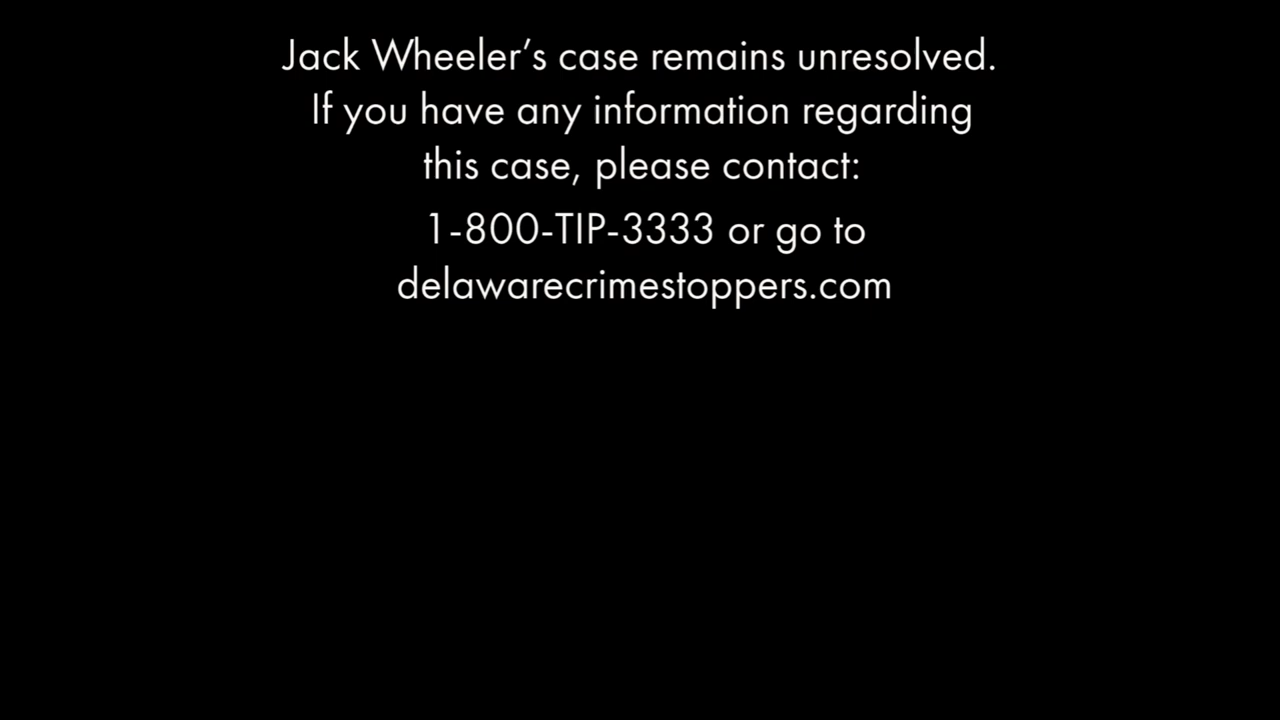 Jack Wheeler’s case remains unresolved.
If you have any information regarding
this case, please contact:
1-800-TIP-3333 or go to
delawarecrimestoppers.com